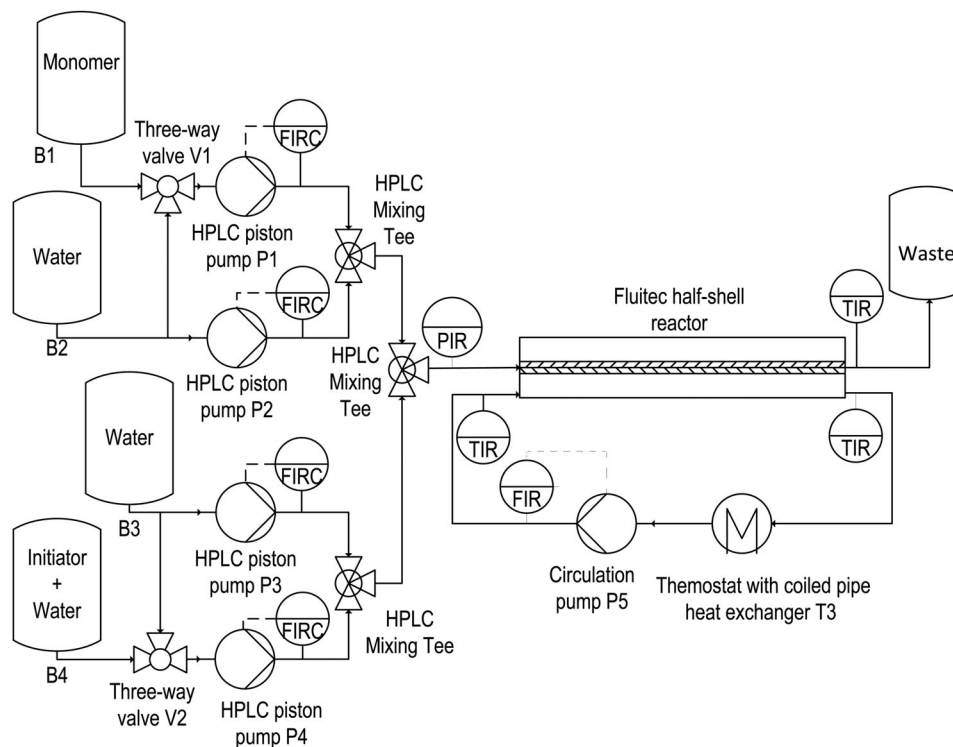 Monomer
B1
Three-way
valve V1
FIRC
HPLC piston
pump P1
HPLC
Mixing
Tee
Water
B2
FIRC
HPLC piston
pump P2
HPLC
Mixing
Tee
PIR
Fluitec half-shell
reactor
TIR
Waste
TIR
TIR
FIR
Circulation
pump P5
Themostat with coiled pipe
heat exchanger T3
Water
B3
FIRC
HPLC piston
pump P3
Initiator
+
Water
B4
Three-way
valve V2
FIRC
HPLC piston
pump P4
HPLC
Mixing Tee